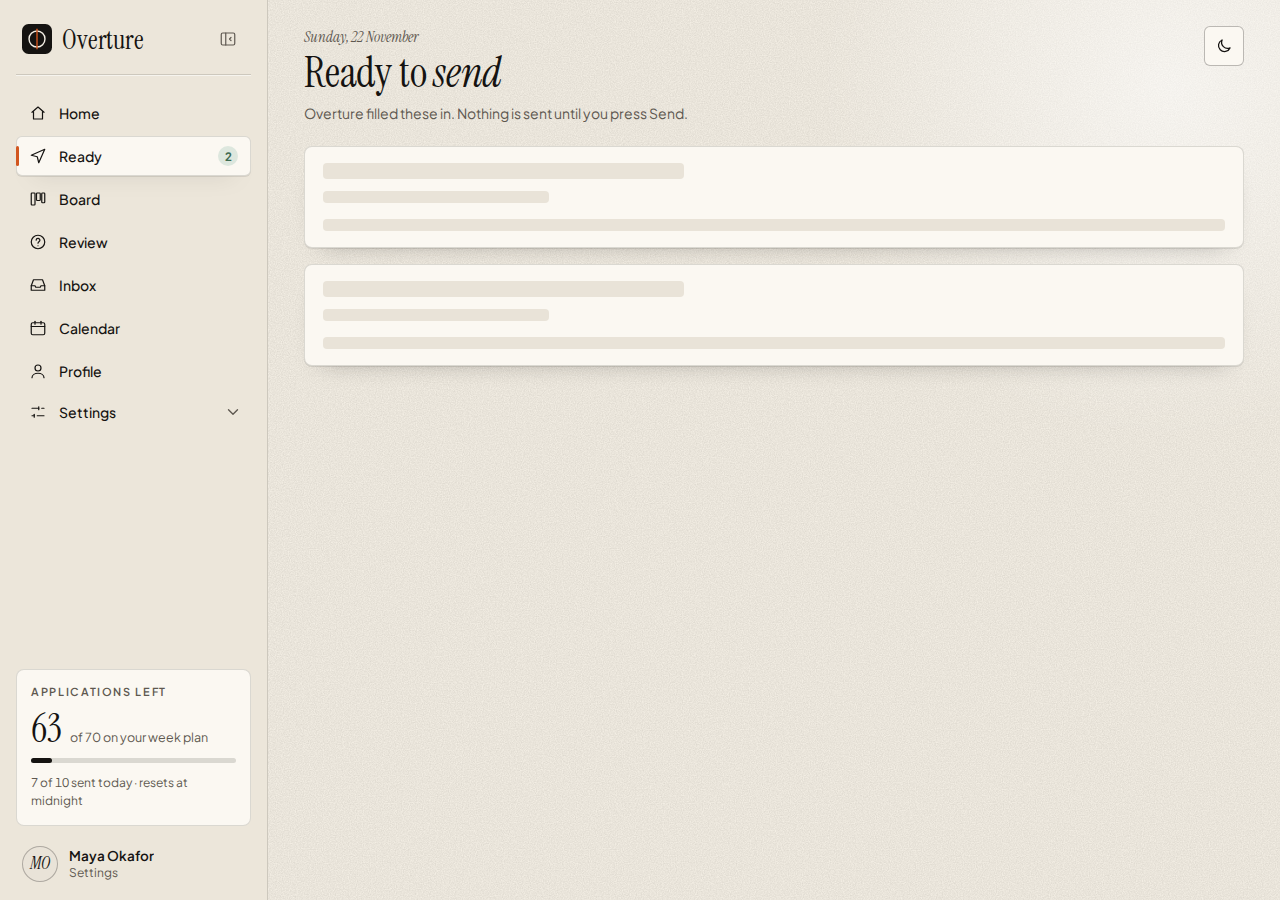 Overture
Home
Ready
2
Board
Review
Inbox
Calendar
Profile
Settings
APPLICATIONS LEFT
63 of 70 on your week plan
7 of 10 sent today · resets at
midnight
MO
Maya Okafor
Settings
Sunday, 22 November
Ready to send
Overture filled these in. Nothing is sent until you press Send.